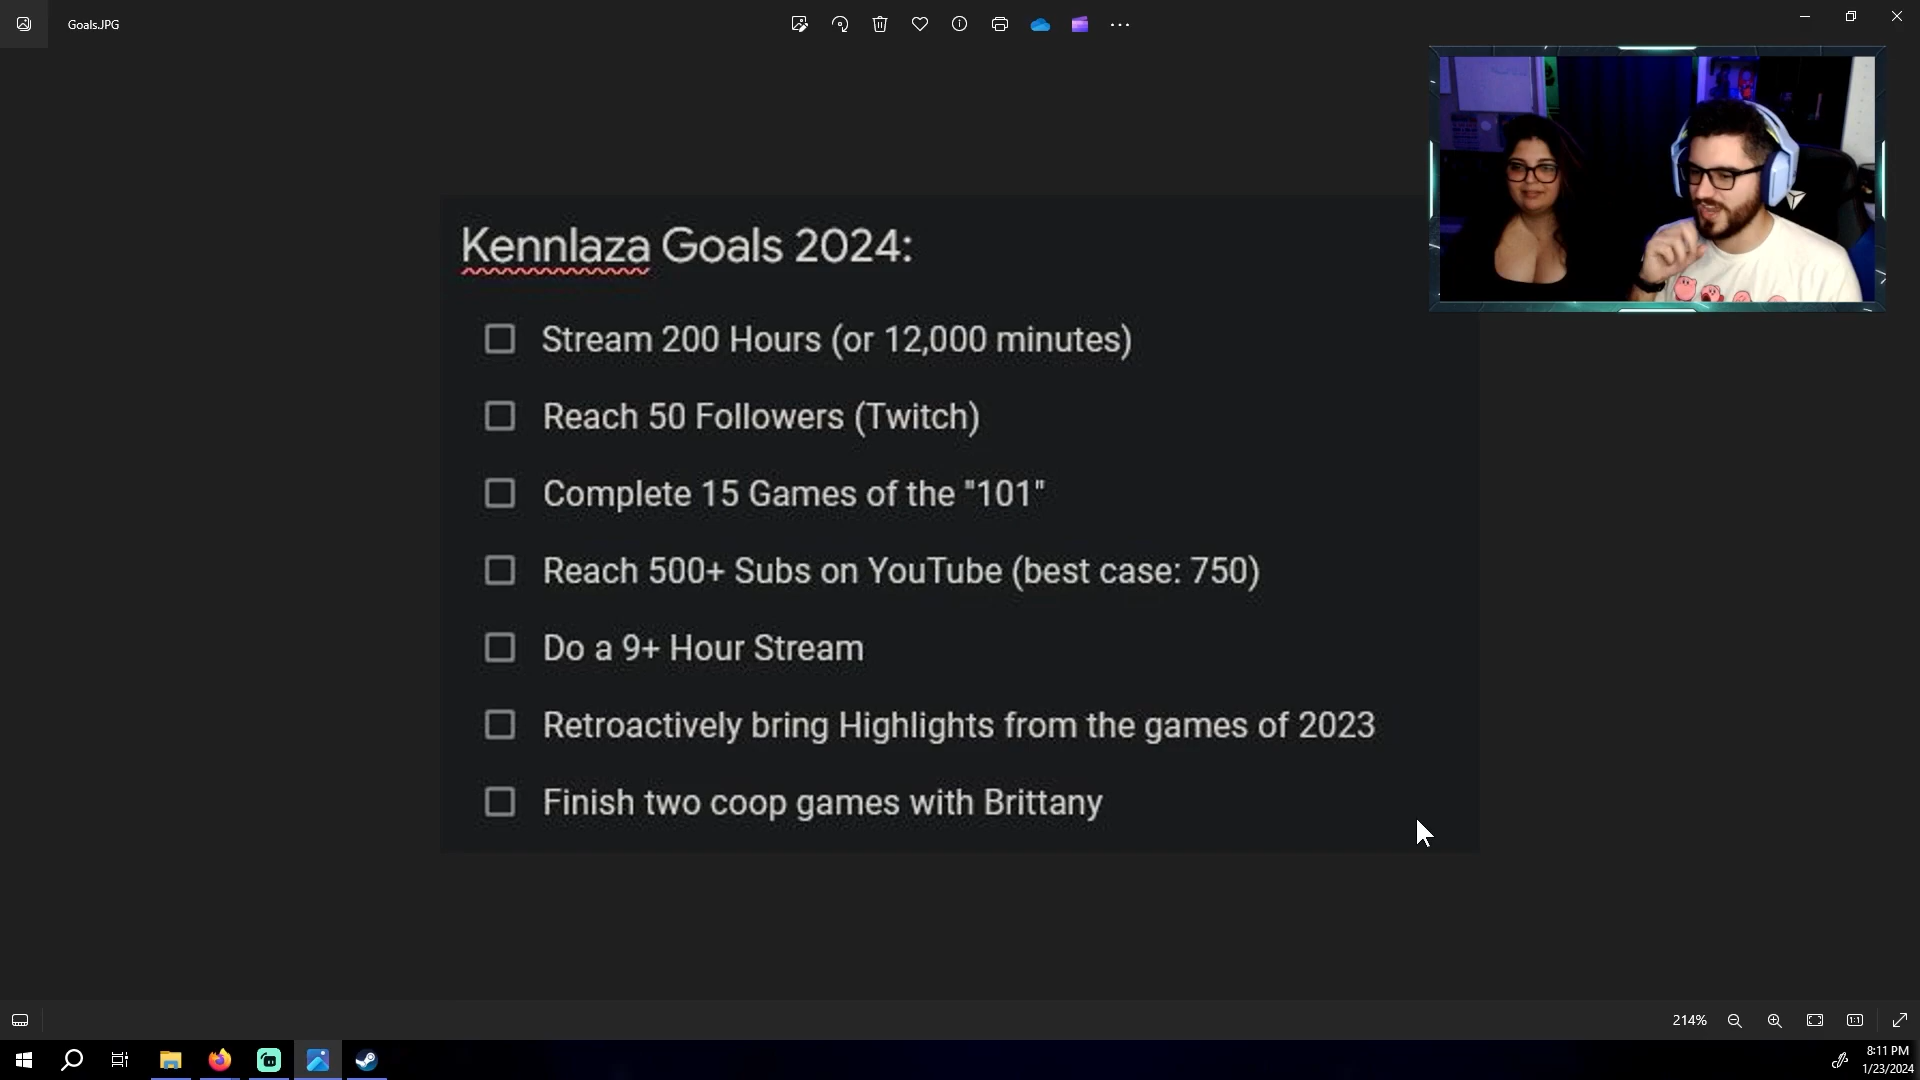 Goals.JPG
Kennlaza Goals 2024:
Stream 200 Hours (or 12,000 minutes)
Reach 50 Followers (Twitch)
Complete 15 Games of the "101"
Reach 500+ Subs on YouTube (best case: 750)
Do a 9+ Hour Stream
Retroactively bring Highlights from the games of 2023
Finish two coop games with Brittany
214%
8:11 PM
1/23/2024